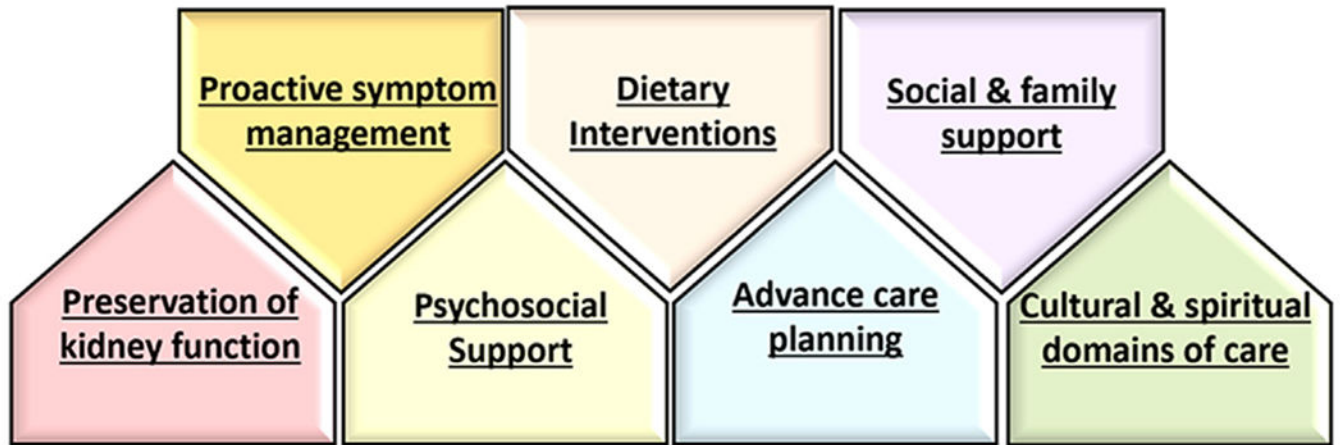 Proactive symptom
management
Dietary
Interventions
Social & family
support
Preservation of
kidney function
Psychosocial
Support
Advance care
planning
Cultural & spiritual
domains of care